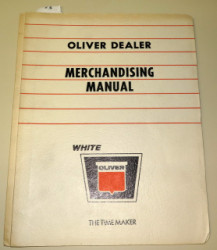 OLIVER DEALER
MERCHANDISING
MANUAL
WHITE
OLIVER
THE TIME MAKER